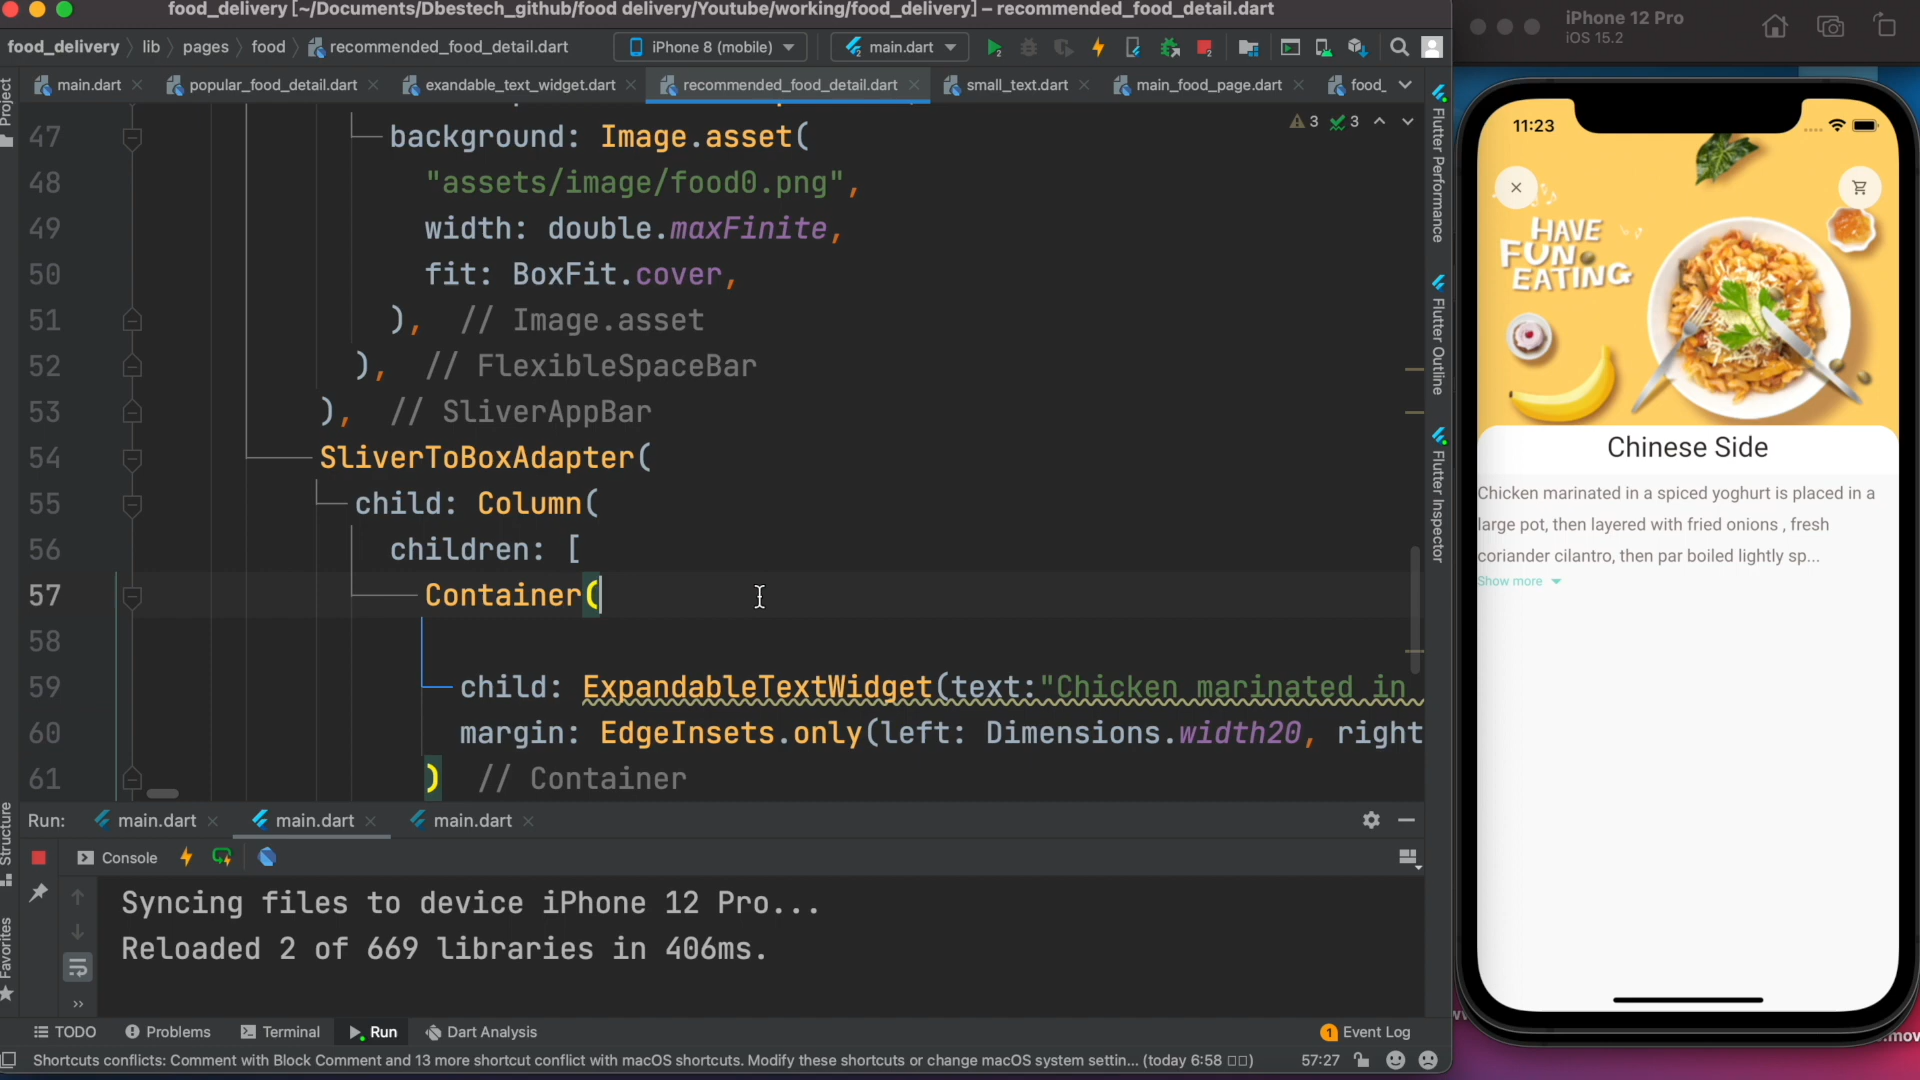 food_delivery [~/Documents/Dbestech_github/food delivery/Youtube/working/food_delivery] – recommended_food_detail.dart
food_delivery
lib
pages
food
recommended_food_detail.dart
iPhone 8 (mobile)
main.dart
main.dart
popular_food_detail.dart
exandable_text_widget.dart
recommended_food_detail.dart
small_text.dart
main_food_page.dart
food_
Project
Structure
Favorites
3
3
47 background: Image.asset(
48 "assets/image/food0.png",
49 width: double.maxFinite,
50 fit: BoxFit.cover,
51 ), // Image.asset
52 ), // FlexibleSpaceBar
53 ), // SliverAppBar
54 SliverToBoxAdapter(
55 child: Column(
56 children: [
57 Container(
58
59 child: ExpandableTextWidget(text:"Chicken marinated in
60 margin: EdgeInsets.only(left: Dimensions.width20, right
61 ) // Container
Flutter Performance
Flutter Outline
Flutter Inspector
Run:
main.dart
main.dart
main.dart
Console
Syncing files to device iPhone 12 Pro...
Reloaded 2 of 669 libraries in 406ms.
TODO
Problems
Terminal
Run
Dart Analysis
1 Event Log
Shortcuts conflicts: Comment with Block Comment and 13 more shortcut conflict with macOS shortcuts. Modify these shortcuts or change macOS system settin... (today 6:58
57:27
iPhone 12 Pro
iOS 15.2
11:23
HAVE
FUN
EATING
Chinese Side
Chicken marinated in a spiced yoghurt is placed in a
large pot, then layered with fried onions , fresh
coriander cilantro, then par boiled lightly sp...
Show more
.mov